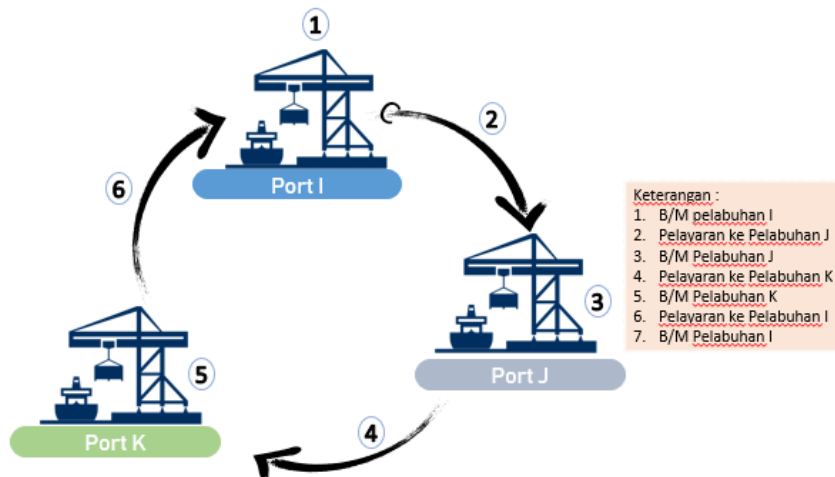 1
2
6
Port I
Keterangan :
1. B/M pelabuhan I
2. Pelayaran ke Pelabuhan J
3. B/M Pelabuhan J
4. Pelayaran ke Pelabuhan K
5. B/M Pelabuhan K
6. Pelayaran ke Pelabuhan I
7. B/M Pelabuhan I
3
Port J
5
4
Port K